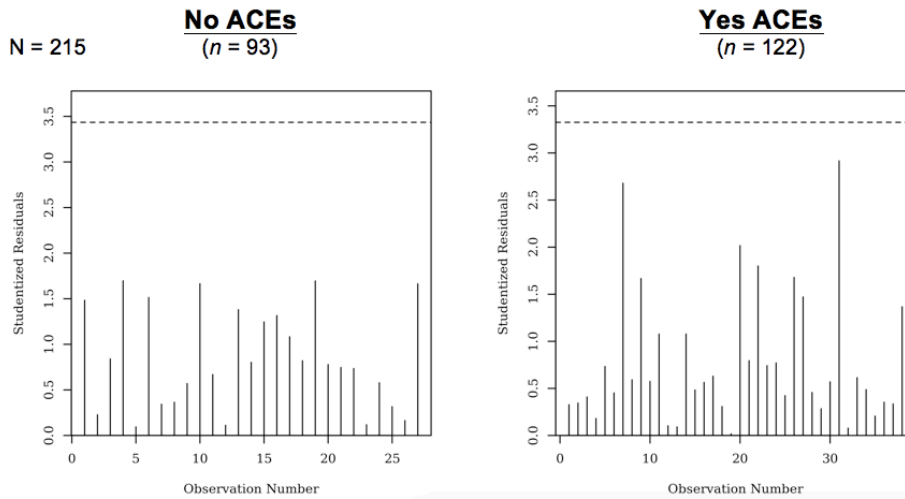 No ACEs
Yes ACEs
N = 215
(n = 93)
(n = 122)
Studentized Residuals
3.5
3.0
2.5
2.0
1.5
1.0
0.5
0.0
0 5 10 15 20 25
Observation Number
Studentized Residuals
3.5
3.0
2.5
2.0
1.5
1.0
0.5
0.0
0 10 20 30
Observation Number